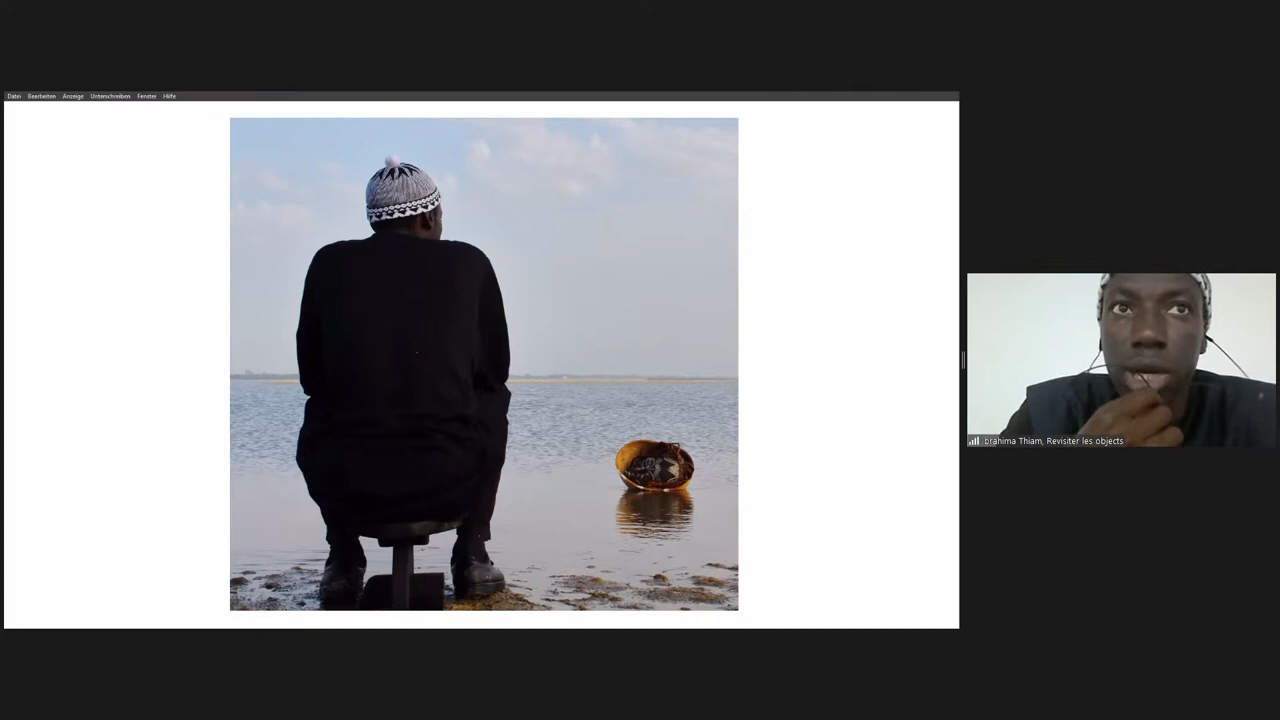 Datei Bearbeiten Anzeige Unterschreiben Fenster Hilfe
brahima Thiam, Revisiter les objects